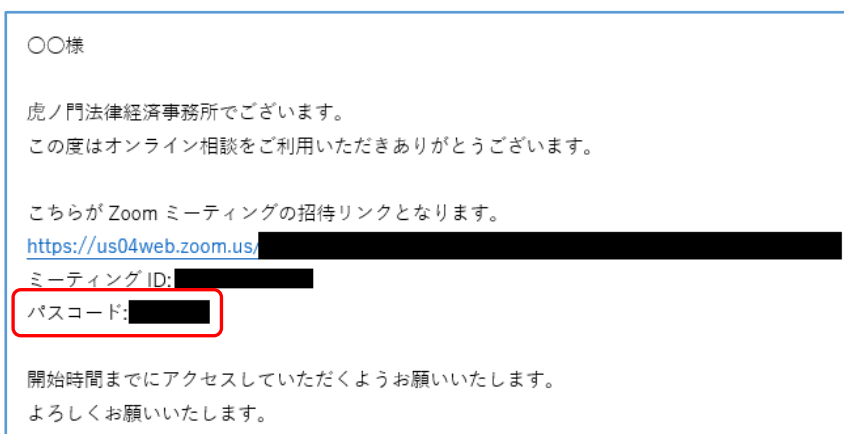 〇〇様
虎ノ門法律経済事務所でございます。
この度はオンライン相談をご利用いただきありがとうございます。
こちらが Zoom ミーティングの招待リンクとなります。
https://us04web.zoom.us/
ミーティング ID:
パスコード:
開始時間までにアクセスしていただくようお願いいたします。
よろしくお願いいたします。